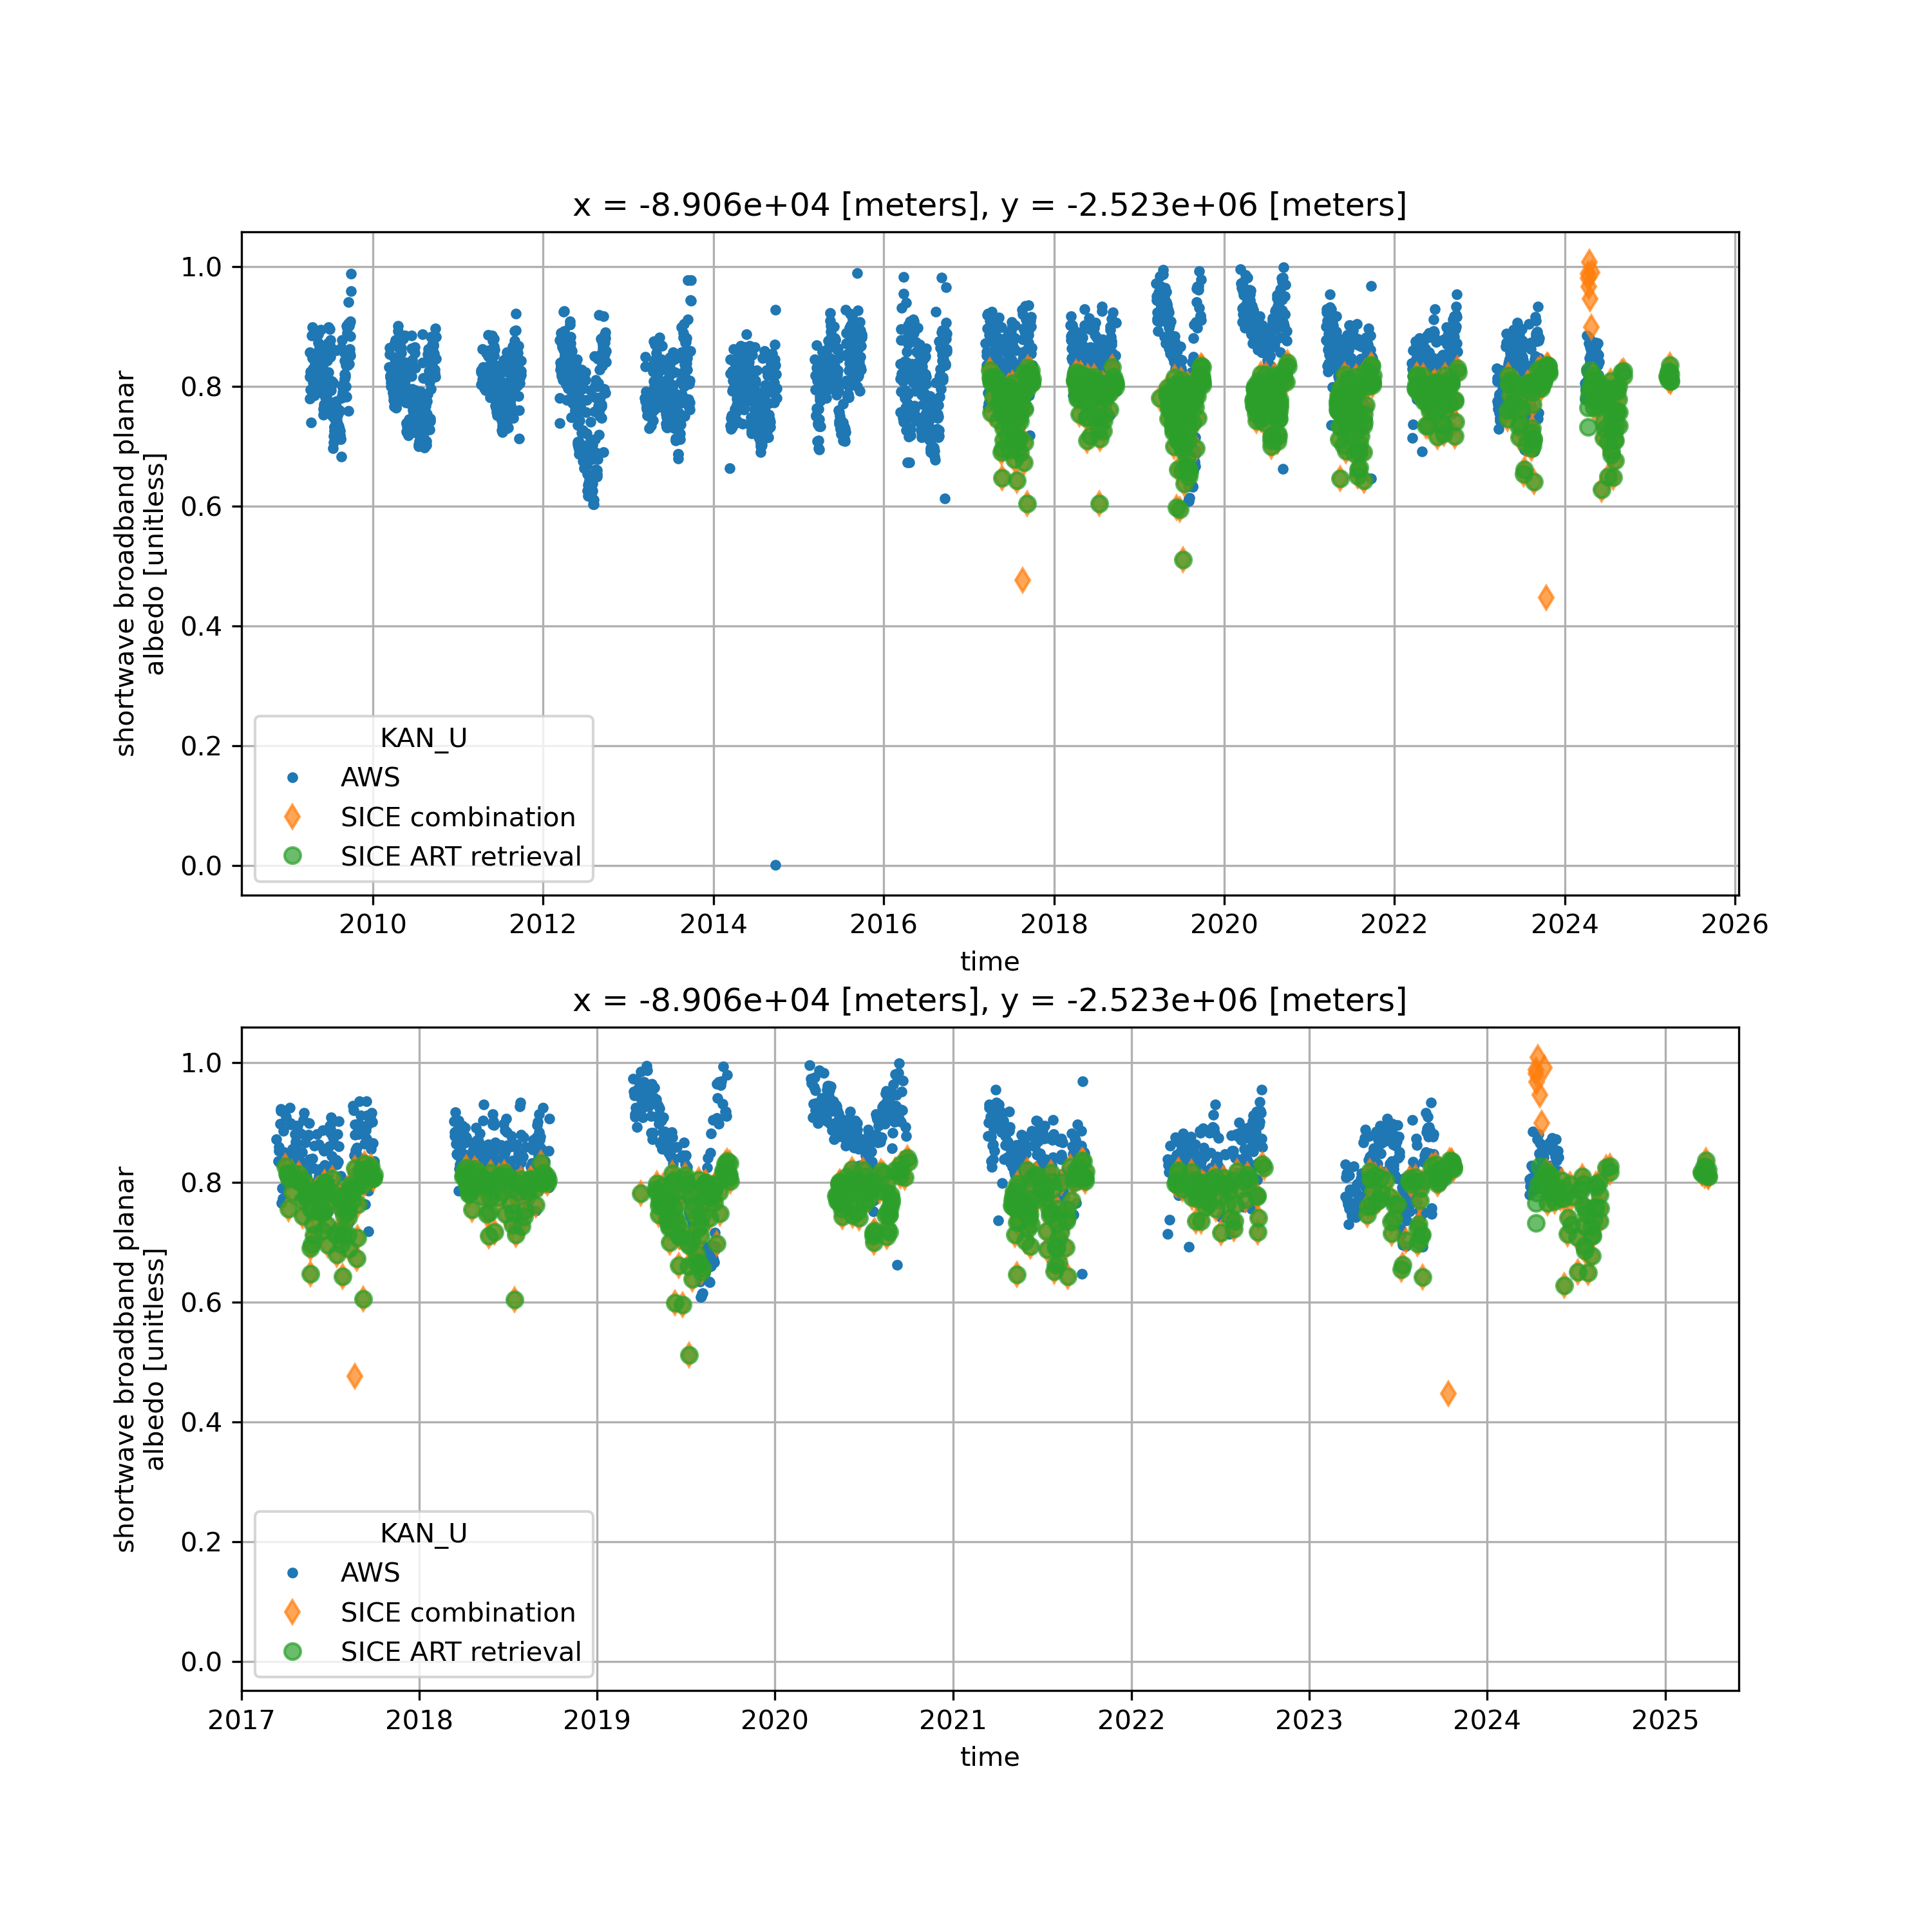 x = -8.906e+04 [meters], y = -2.523e+06 [meters]
shortwave broadband planar
albedo [unitless]
1.0
0.8
0.6
0.4
0.2
0.0
KAN_U
AWS
SICE combination
SICE ART retrieval
2010 2012 2014 2016 2018 2020 2022 2024 2026
time
x = -8.906e+04 [meters], y = -2.523e+06 [meters]
shortwave broadband planar
albedo [unitless]
1.0
0.8
0.6
0.4
0.2
0.0
KAN_U
AWS
SICE combination
SICE ART retrieval
2017 2018 2019 2020 2021 2022 2023 2024 2025
time